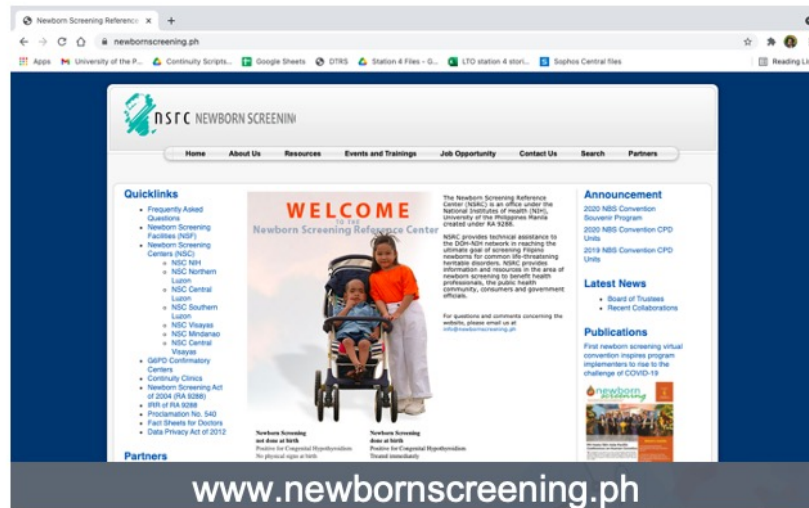 Newborn Screening Reference
newbornscreening.ph
Apps
University of the P...
Continuity Scripts...
Google Sheets
DTRS
Station 4 Files - G...
LTO station 4 stori...
Sophos Central files
Reading Lis
nsrc NEWBORN SCREENIN
Home
About Us
Resources
Events and Trainings
Job Opportunity
Contact Us
Search
Partners
Quicklinks
Frequently Asked
Questions
Newborn Screening
Facilities (NSF)
Newborn Screening
Centers (NSC)
NSC NIH
NSC Northern
Luzon
NSC Central
Luzon
NSC Southern
Luzon
NSC Visayas
NSC Mindanao
NSC Central
Visayas
G6PD Confirmatory
Centers
Continuity Clinics
Newborn Screening Act
of 2004 (RA 9288)
IRR of RA 9288
Proclamation No. 540
Fact Sheets for Doctors
Data Privacy Act of 2012
Partners
WELCOME
TO THE
Newborn Screening Reference Center
Newborn Screening
not done at birth
Positive for Congenital Hypothyroidism
No physical signs at birth
Newborn Screening
done at birth
Positive for Congenital Hypothyroidism
Treated immediately
The Newborn Screening Reference
Center (NSRC) is an office under the
National Institutes of Health (NIH),
University of the Philippines Manila
created under RA 9288.
NSRC provides technical assistance to
the DOH-NIH network in reaching the
ultimate goal of screening Filipino
newborns for common life-threatening
heritable disorders. NSRC provides
information and resources in the area of
newborn screening to benefit health
professionals, the public health
community, consumers and government
officials.
For questions and comments concerning the
website, please email us at
info@newbornscreening.ph
Announcement
2020 NBS Convention
Souvenir Program
2020 NBS Convention CPD
Units
2019 NBS Convention CPD
Units
Latest News
Board of Trustees
Recent Collaborations
Publications
First newborn screening virtual
convention inspires program
implementers to rise to the
challenge of COVID-19
newborn
screening
www.newbornscreening.ph